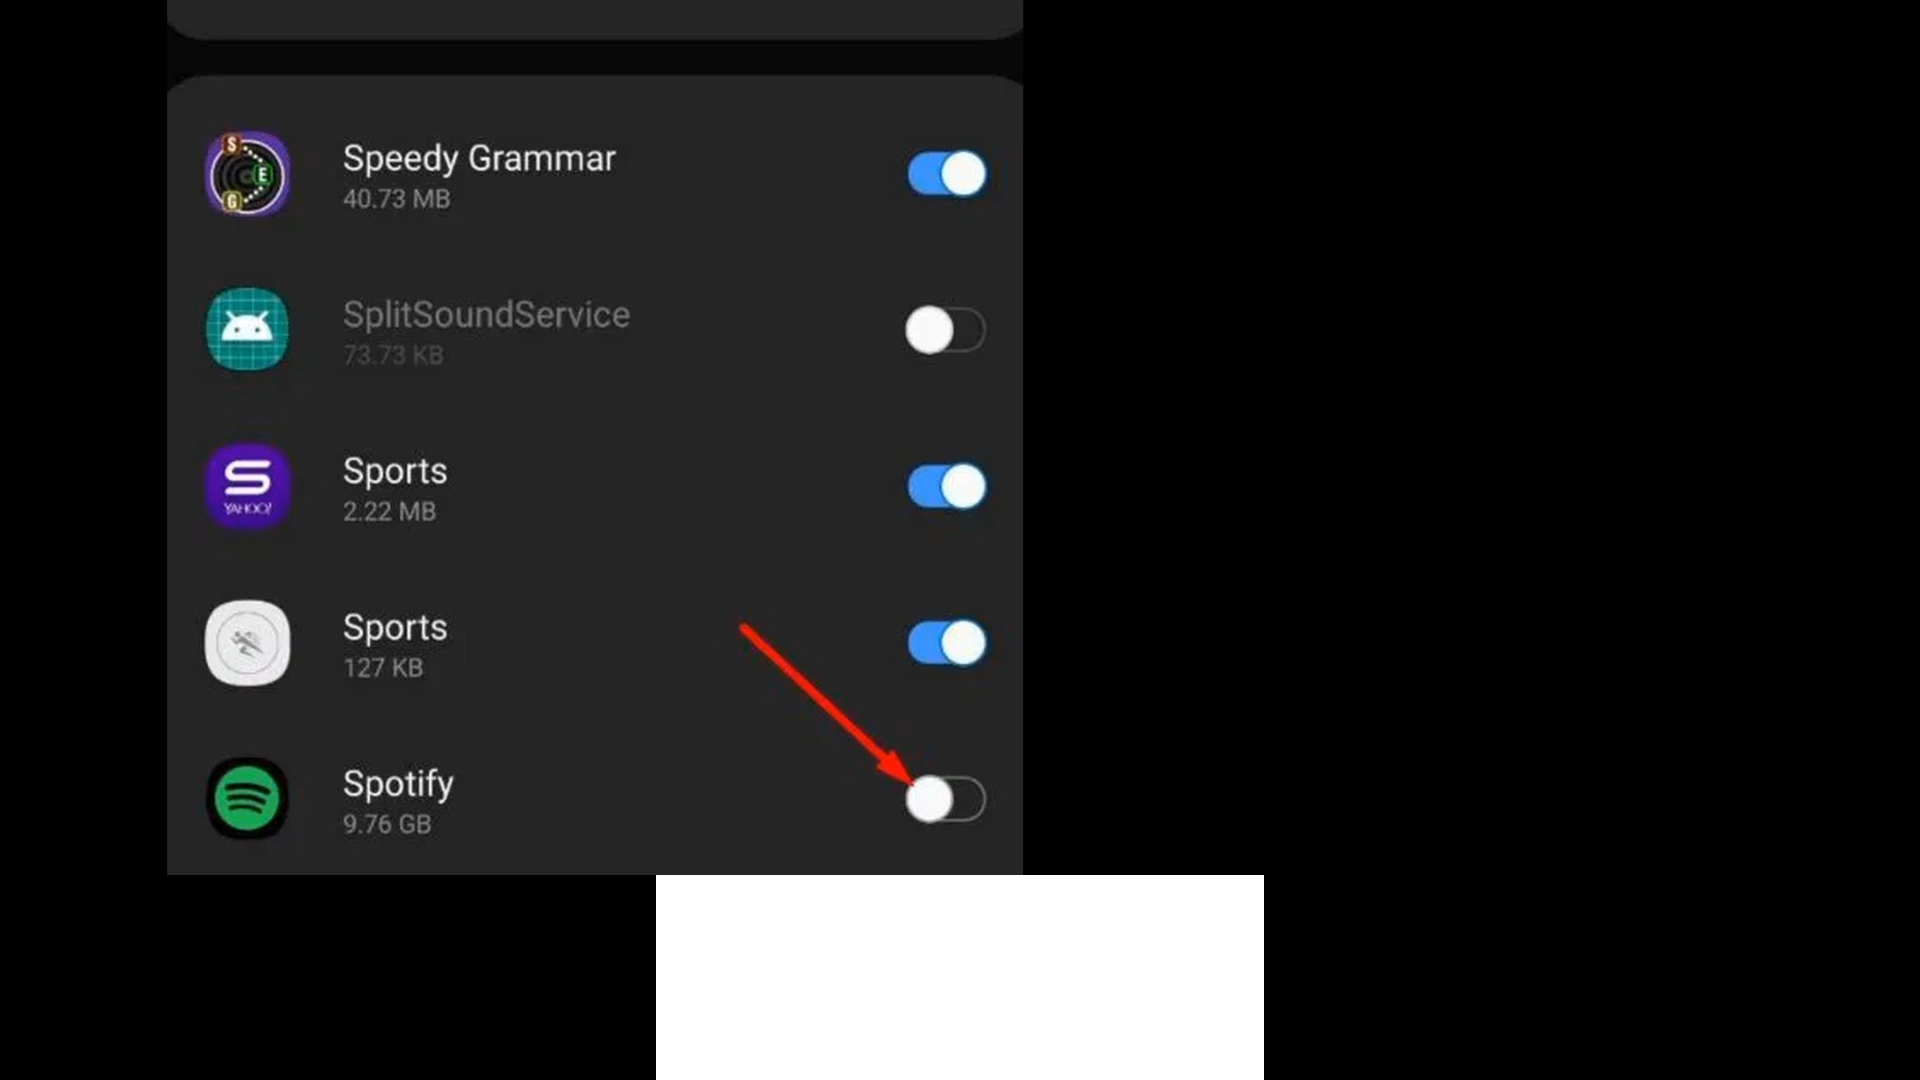 S
E
G
Speedy Grammar
40.73 MB
SplitSoundService
73.73 KB
S
YAHOO!
Sports
2.22 MB
Sports
127 KB
Spotify
9.76 GB